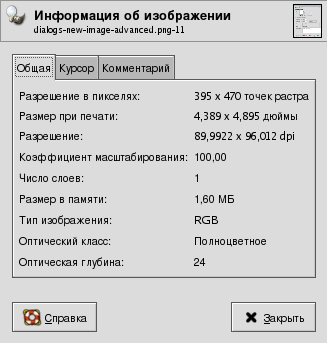 Информация об изображении
dialogs-new-image-advanced.png-11
Общая Курсор Комментарий
Разрешение в пикселях: 395 x 470 точек растра
Размер при печати: 4,389 x 4,895 дюймы
Разрешение: 89,9922 x 96,012 dpi
Коэффициент масштабирования: 100,00
Число слоев: 1
Размер в памяти: 1,60 МБ
Тип изображения: RGB
Оптический класс: Полноцветное
Оптическая глубина: 24
Справка Закрыть